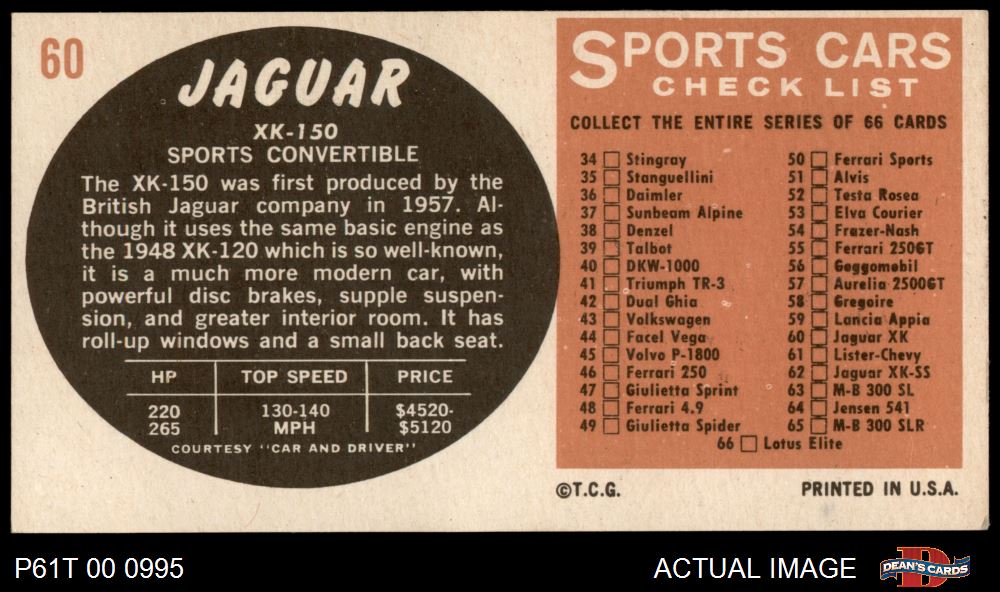 60
JAGUAR
XK-150
SPORTS CONVERTIBLE
The XK-150 was first produced by the
British Jaguar company in 1957. Al-
though it uses the same basic engine as
the 1948 XK-120 which is so well-known,
it is a much more modern car, with
powerful disc brakes, supple suspen-
sion, and greater interior room. It has
roll-up windows and a small back seat.
HP TOP SPEED PRICE
220 130-140 $4520-
265 MPH $5120
COURTESY "CAR AND DRIVER"
SPORTS CARS
CHECK LIST
COLLECT THE ENTIRE SERIES OF 66 CARDS
34 Stingray
35 Stanguellini
36 Daimler
37 Sunbeam Alpine
38 Denzel
39 Talbot
40 DKW-1000
41 Triumph TR-3
42 Dual Ghia
43 Volkswagen
44 Facel Vega
45 Volvo P-1800
46 Ferrari 250
47 Giulietta Sprint
48 Ferrari 4.9
49 Giulietta Spider
50 Ferrari Sports
51 Alvis
52 Testa Rosea
53 Elva Courier
54 Frazer-Nash
55 Ferrari 250GT
56 Goggomobil
57 Aurelia 2500GT
58 Gregoire
59 Lancia Appia
60 Jaguar XK
61 Lister-Chevy
62 Jaguar XK-SS
63 M-B 300 SL
64 Jensen 541
65 M-B 300 SLR
66 Lotus Elite
©T.C.G. PRINTED IN U.S.A.
P61T 00 0995 ACTUAL IMAGE
D
DEAN'S CARDS